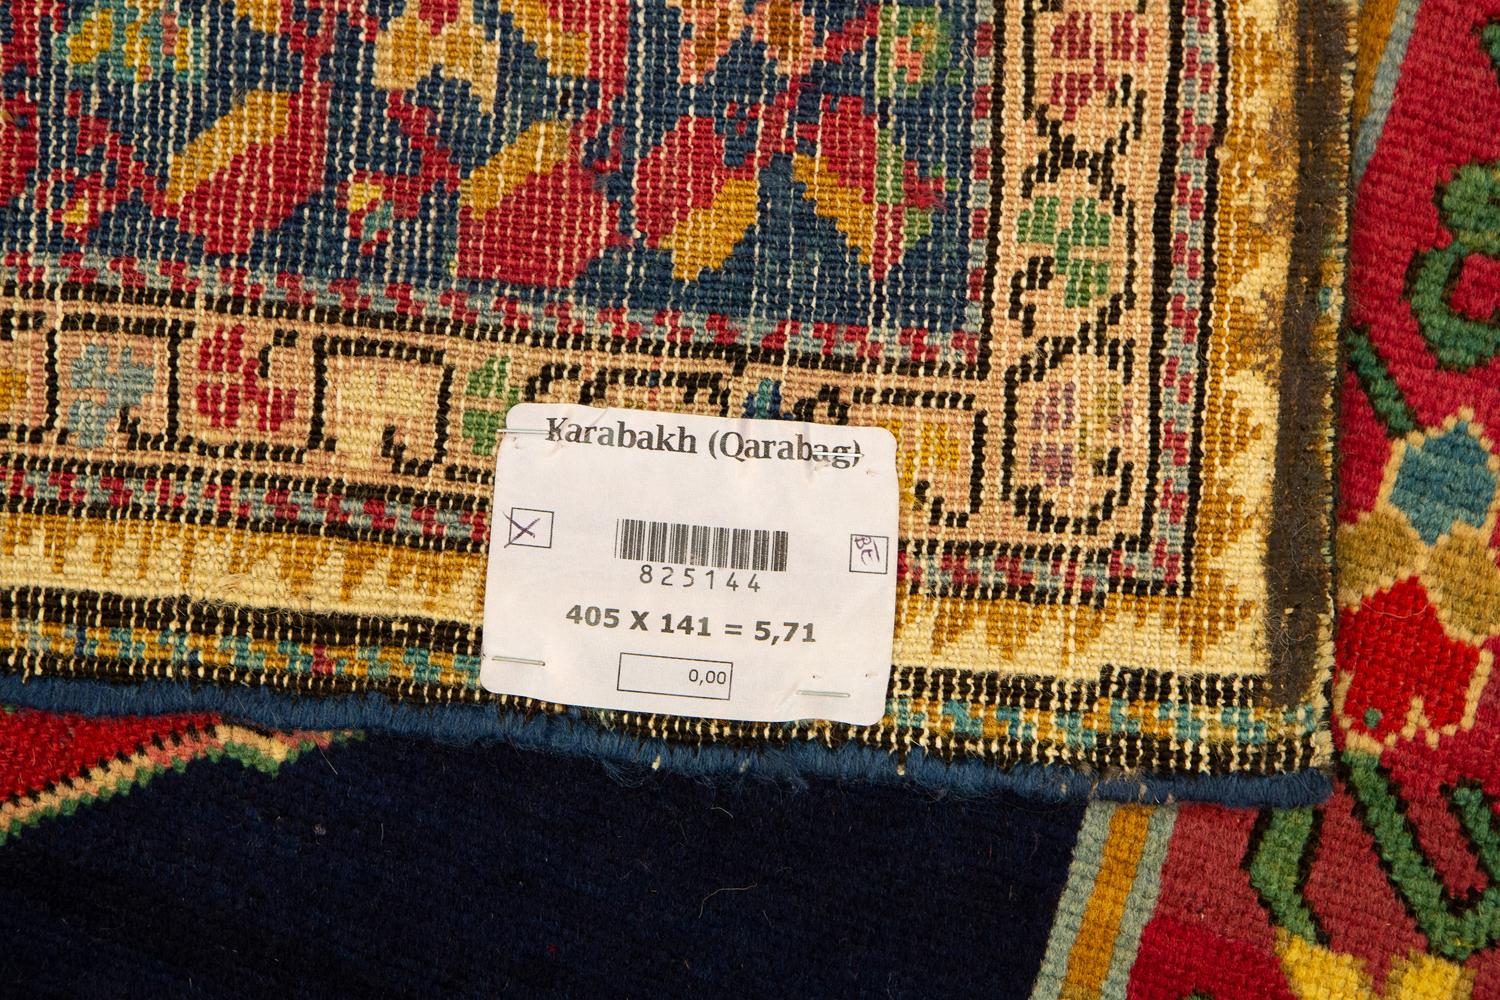 Karabakh (Qarabag)
X
BE
825144
405 X 141 = 5,71
0,00